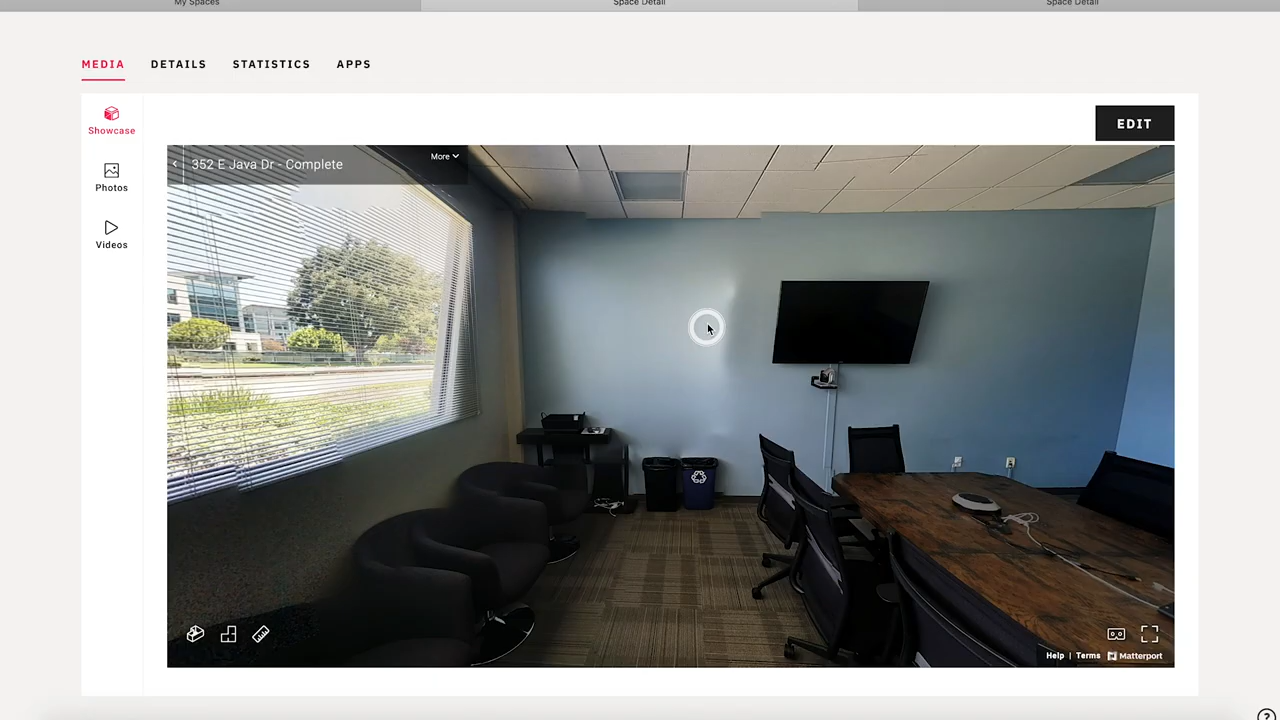 My Spaces
Space Detail
Space Detail
MEDIA DETAILS STATISTICS APPS
Showcase
Photos
Videos
EDIT
352 E Java Dr - Complete
More
Help | Terms Matterport
?